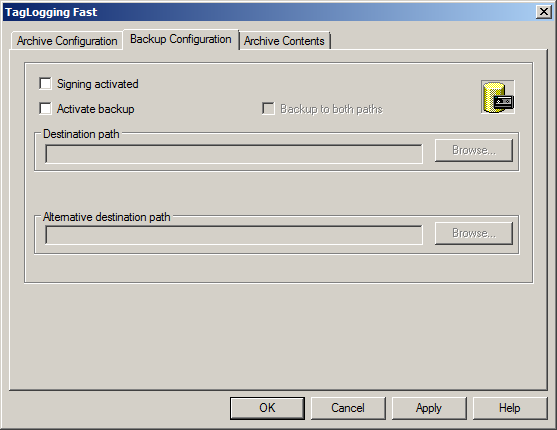 TagLogging Fast
Archive Configuration Backup Configuration Archive Contents
Signing activated
Activate backup Backup to both paths
Destination path
Browse...
Alternative destination path
Browse...
OK Cancel Apply Help